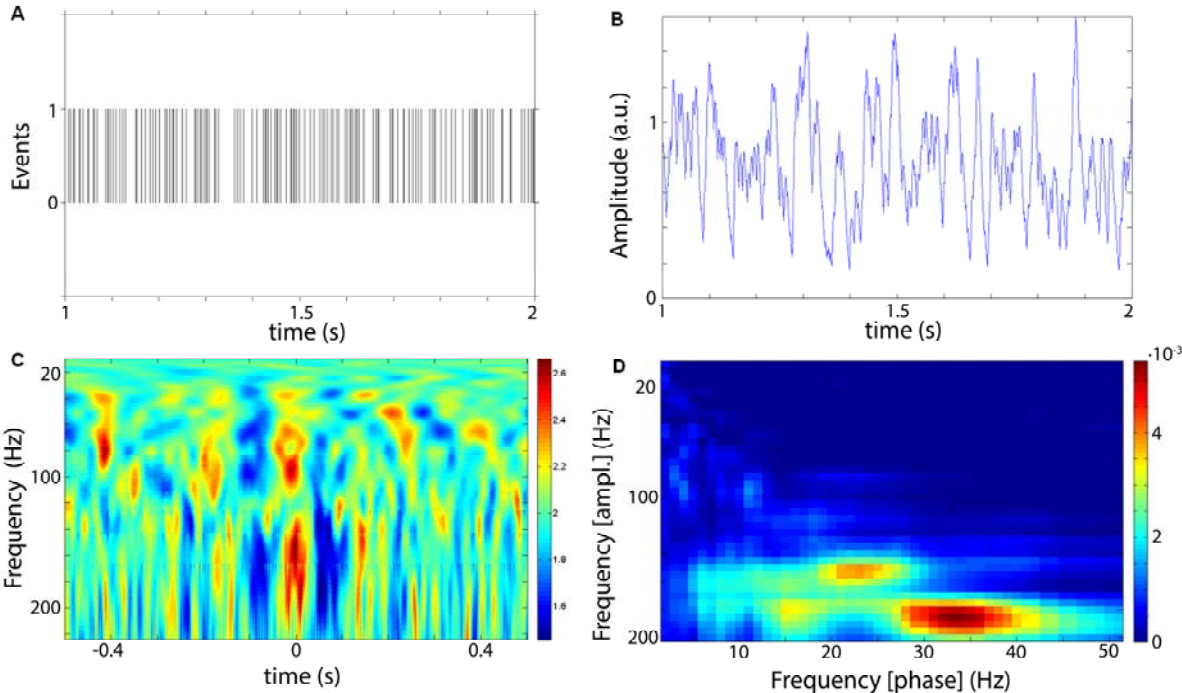 A
1
0
Events
1
1.5
2
time (s)
B
1
0
Amplitude (a.u.)
1
1.5
2
time (s)
C
20
100
200
Frequency (Hz)
-0.4
0
0.4
time (s)
2.6
2.4
2.2
2.0
1.8
1.6
D
20
100
200
Frequency [ampl.] (Hz)
10
20
30
40
50
Frequency [phase] (Hz)
·10-3
4
2
0